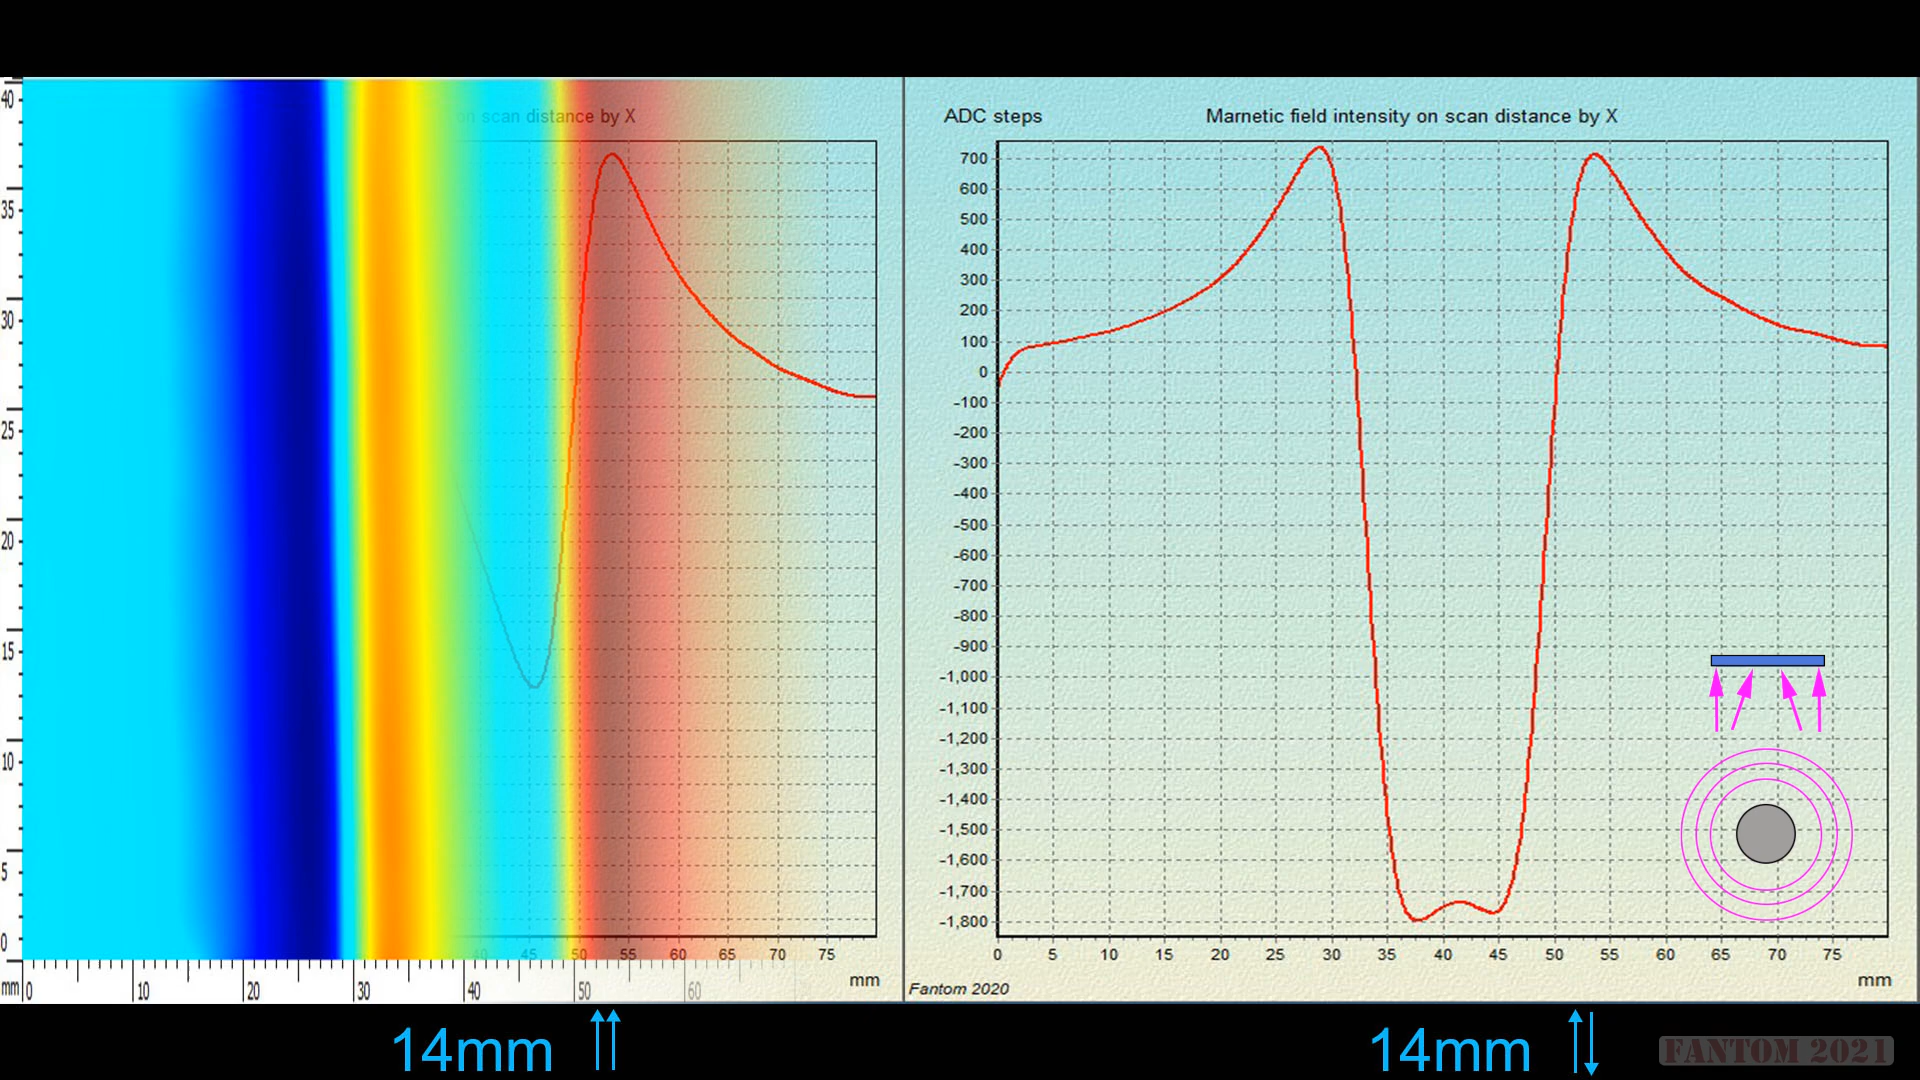 on scan distance by X
40
35
30
25
20
15
10
5
0
40 45 50 55 60 65 70 75
mm
mm 0 10 20 30 40 50 60
14mm ↑↑
ADC steps
Marnetic field intensity on scan distance by X
700
600
500
400
300
200
100
0
-100
-200
-300
-400
-500
-600
-700
-800
-900
-1,000
-1,100
-1,200
-1,300
-1,400
-1,500
-1,600
-1,700
-1,800
0 5 10 15 20 25 30 35 40 45 50 55 60 65 70 75
mm
Fantom 2020
14mm ↑↓
FANTOM 2021